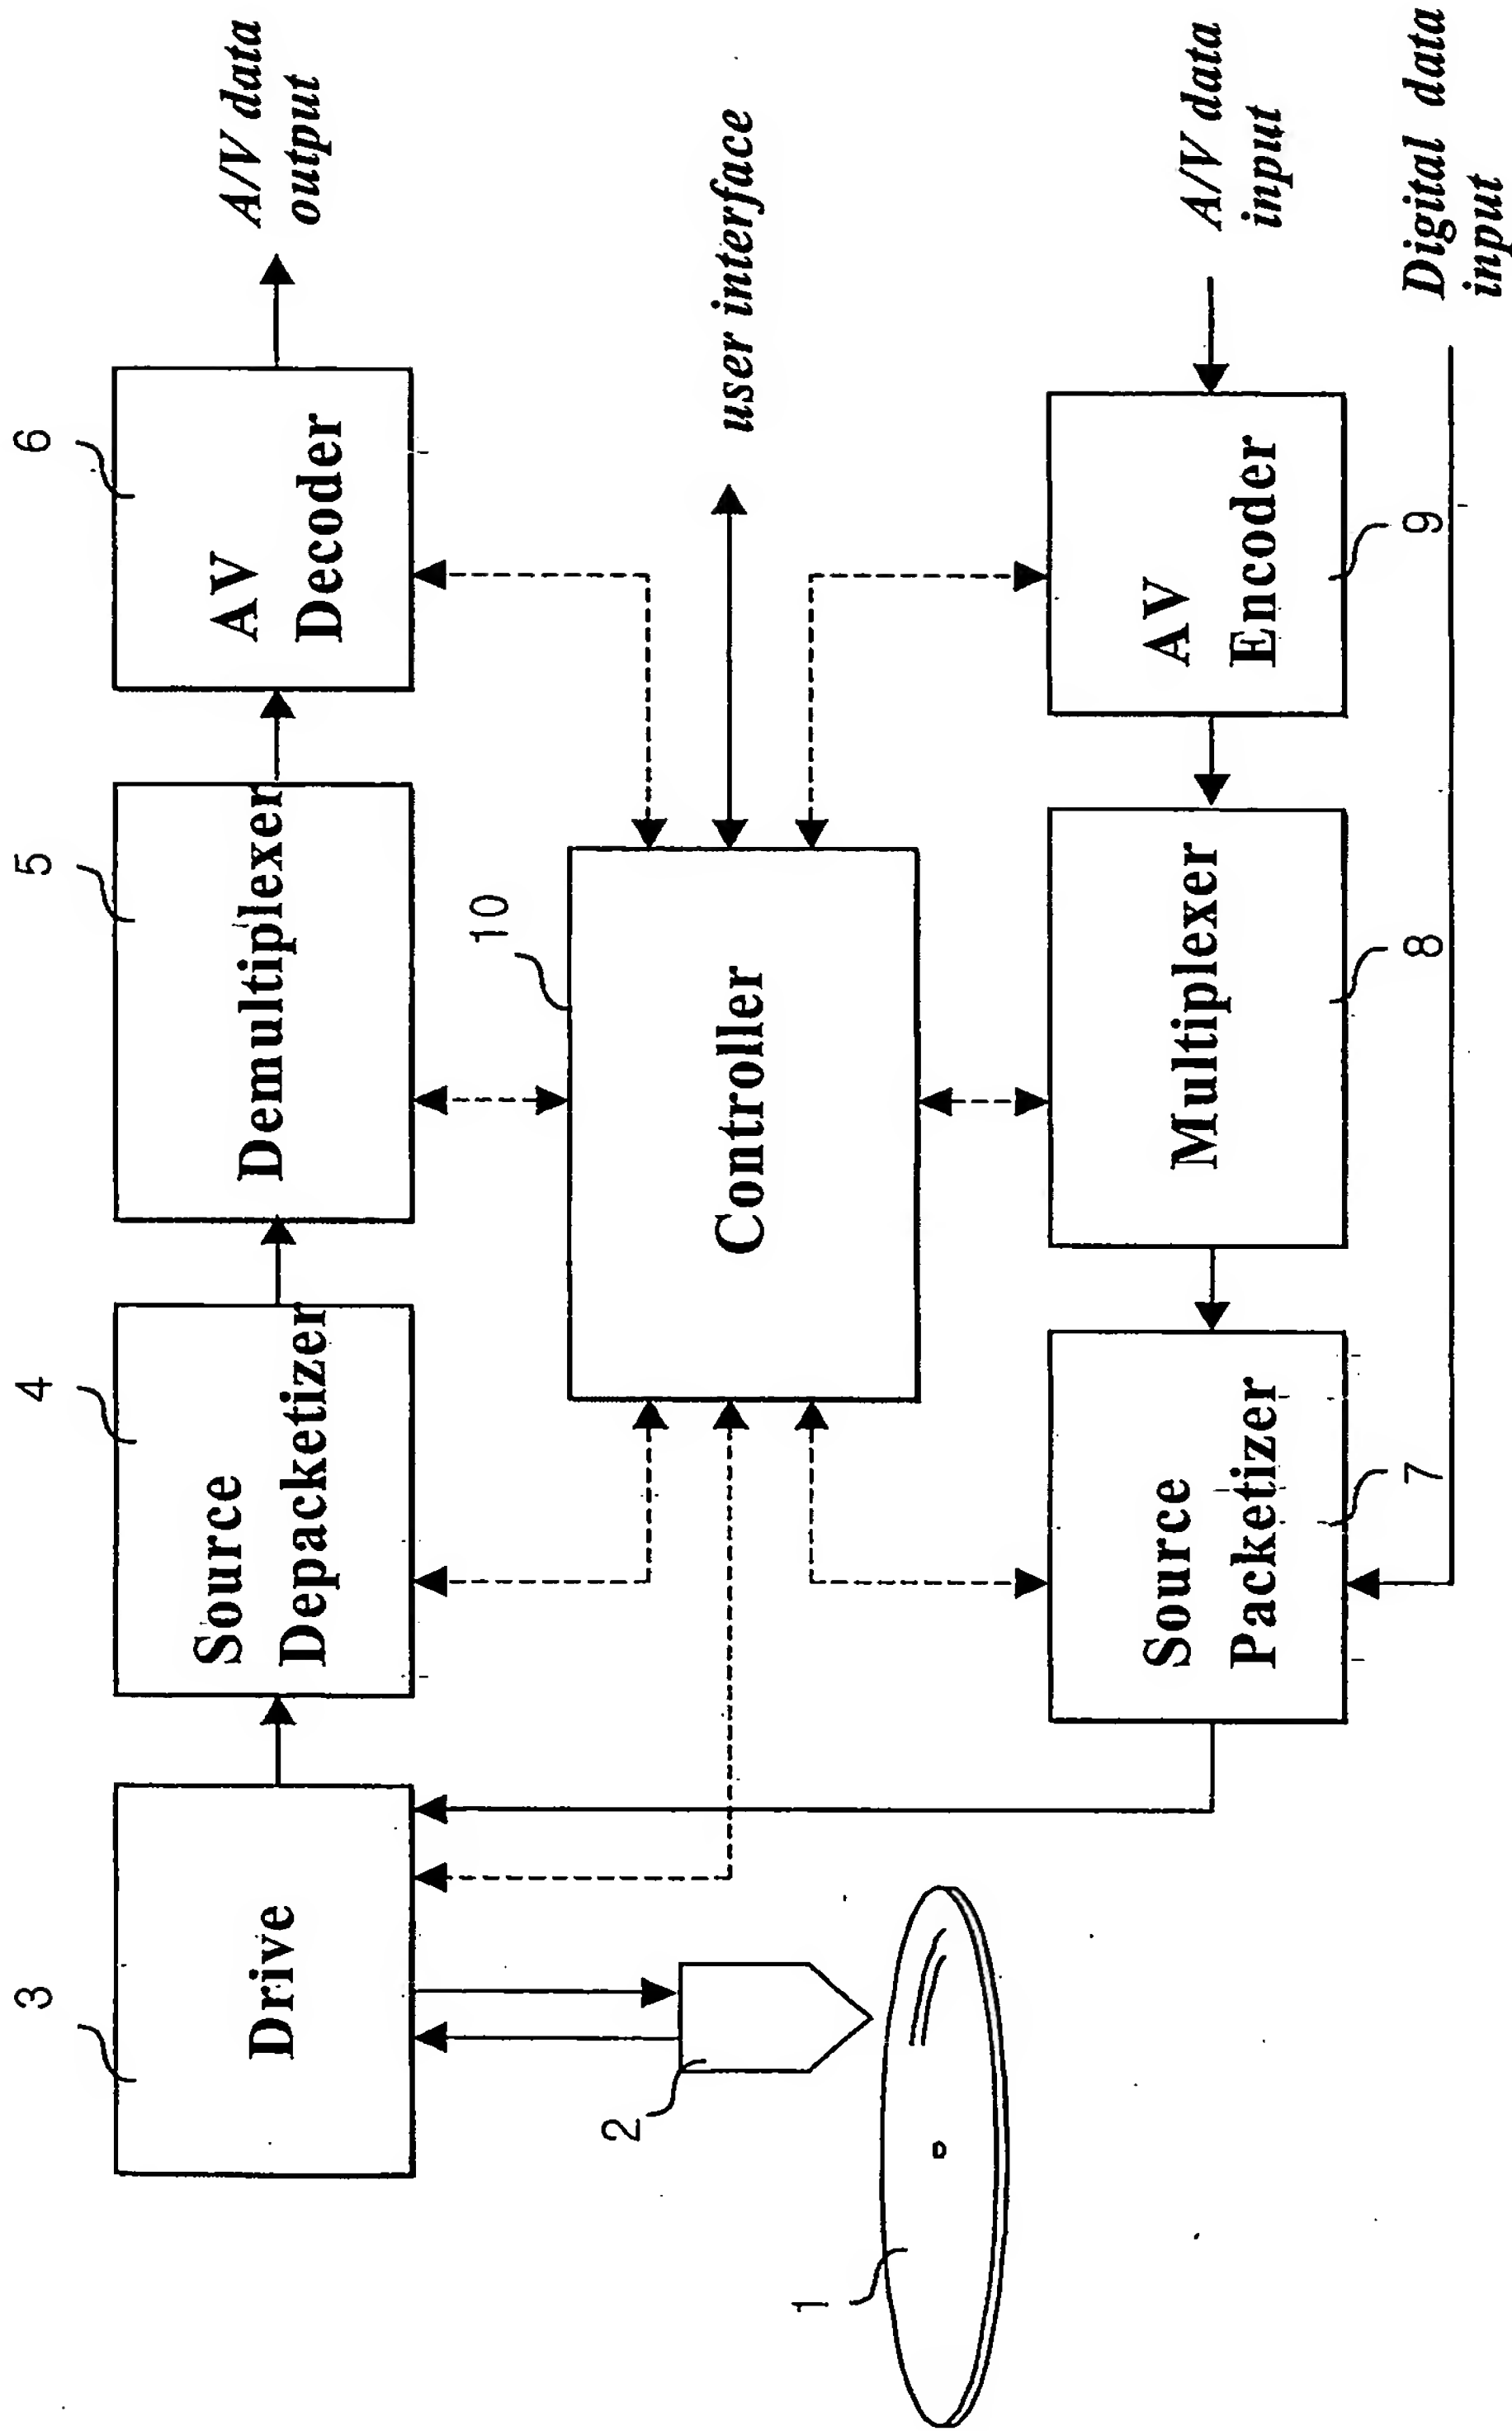 3
Drive
4
Source
Depacketizer
5
Demultiplexer
6
AV
Decoder
A/V data
output
2
10
Controller
user interface
1
7
Source
Packetizer
8
Multiplexer
9
AV
Encoder
A/V data
input
Digital data
input